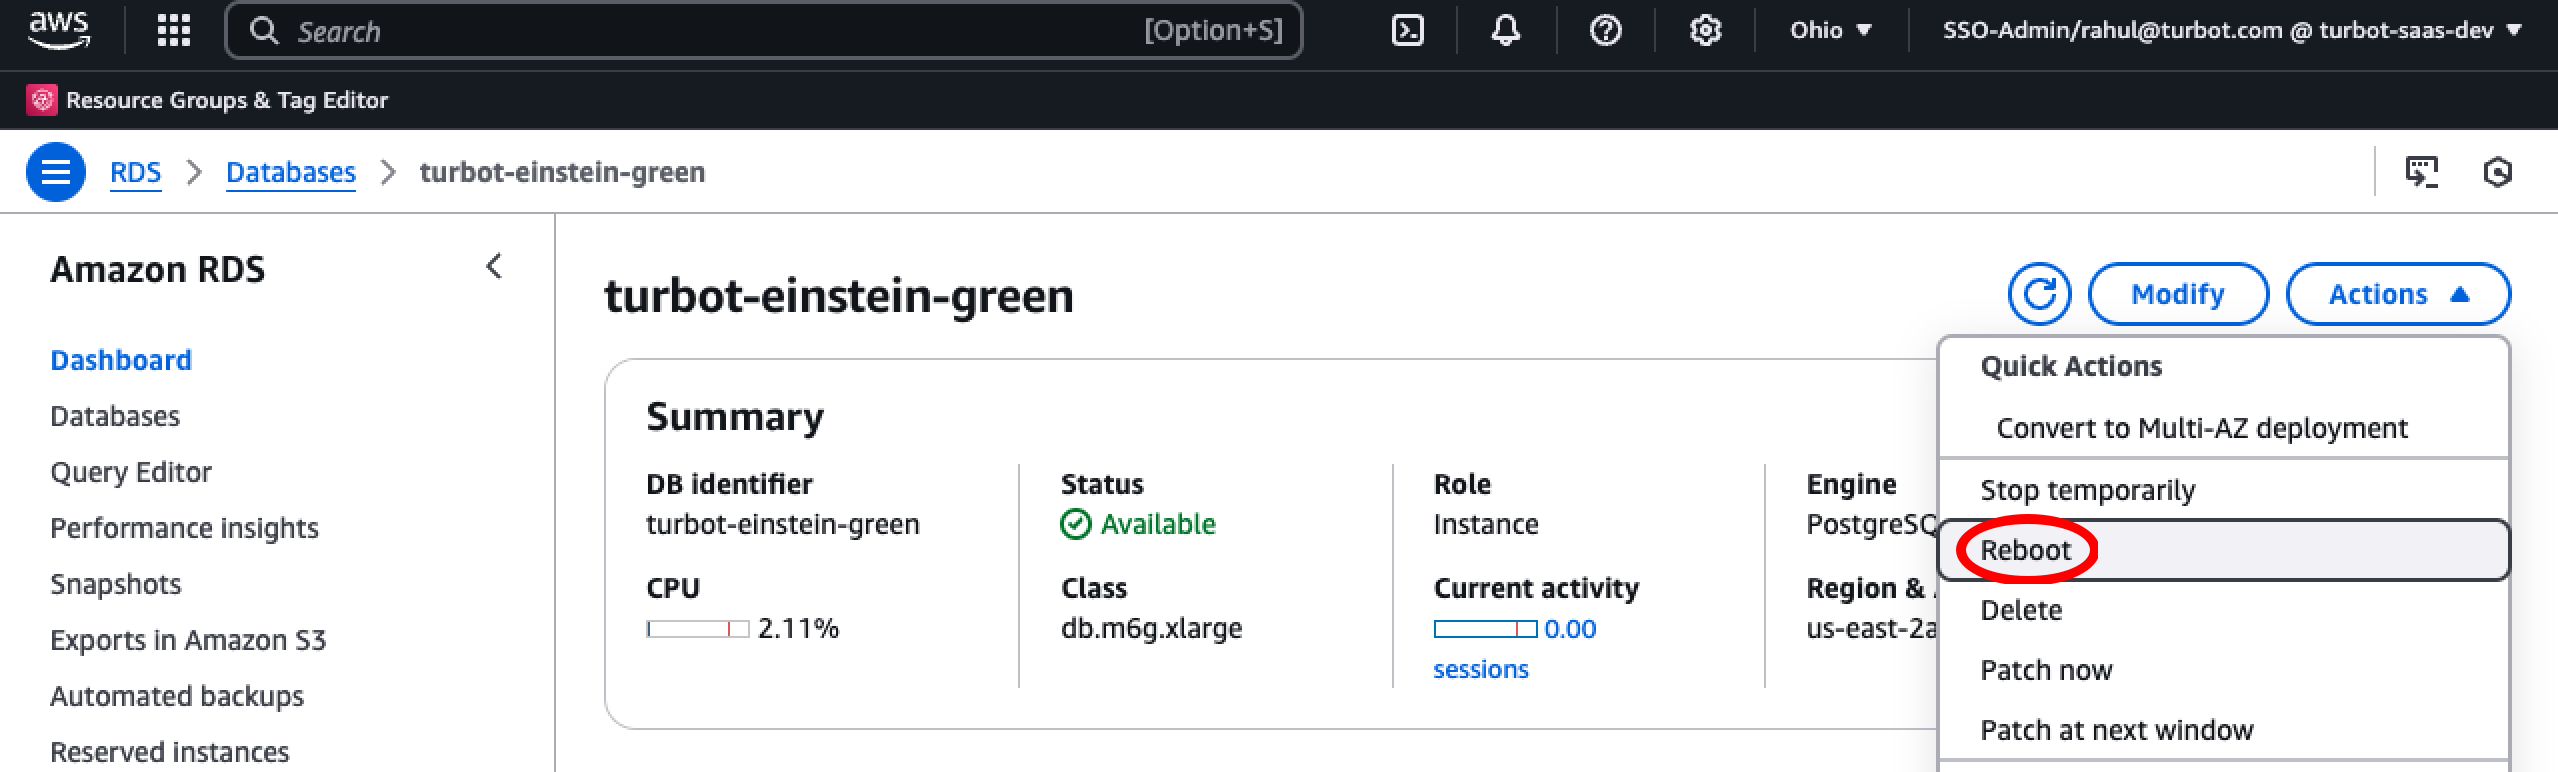 aws
Search [Option+S]
Ohio
SSO-Admin/rahul@turbot.com @ turbot-saas-dev
Resource Groups & Tag Editor
RDS
Databases
turbot-einstein-green
Amazon RDS
Dashboard
Databases
Query Editor
Performance insights
Snapshots
Exports in Amazon S3
Automated backups
Reserved instances
turbot-einstein-green
Modify
Actions
Summary
DB identifier
turbot-einstein-green
CPU
2.11%
Status
Available
Class
db.m6g.xlarge
Role
Instance
Current activity
0.00
sessions
Engine
PostgreSQ
Region &
us-east-2a
Quick Actions
Convert to Multi-AZ deployment
Stop temporarily
Reboot
Delete
Patch now
Patch at next window